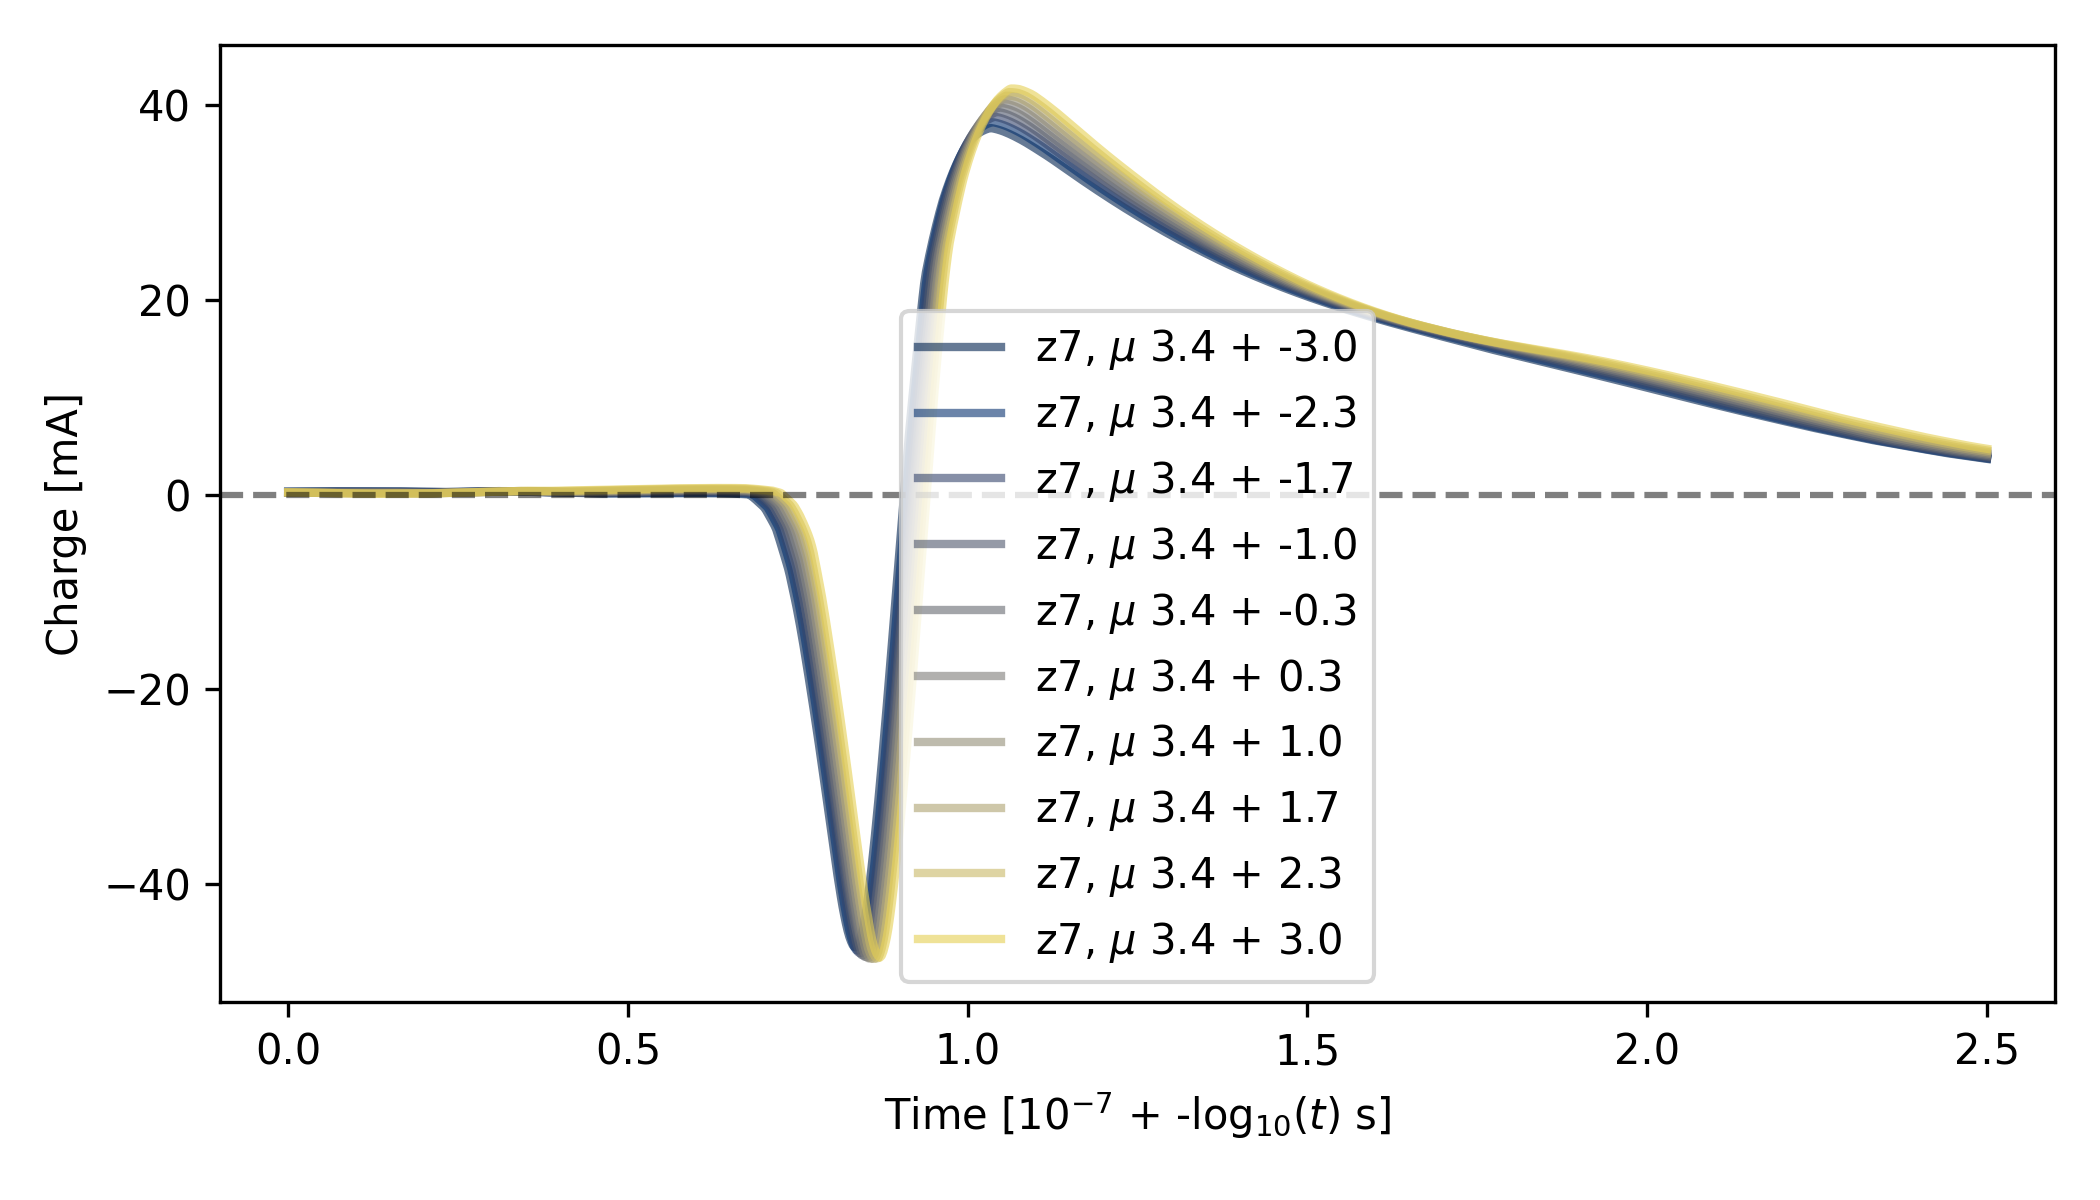 40
20
0
−20
−40
Charge [mA]
z7, μ 3.4 + -3.0
z7, μ 3.4 + -2.3
z7, μ 3.4 + -1.7
z7, μ 3.4 + -1.0
z7, μ 3.4 + -0.3
z7, μ 3.4 + 0.3
z7, μ 3.4 + 1.0
z7, μ 3.4 + 1.7
z7, μ 3.4 + 2.3
z7, μ 3.4 + 3.0
0.0 0.5 1.0 1.5 2.0 2.5
Time [10⁻⁷ + -log₁₀(t) s]